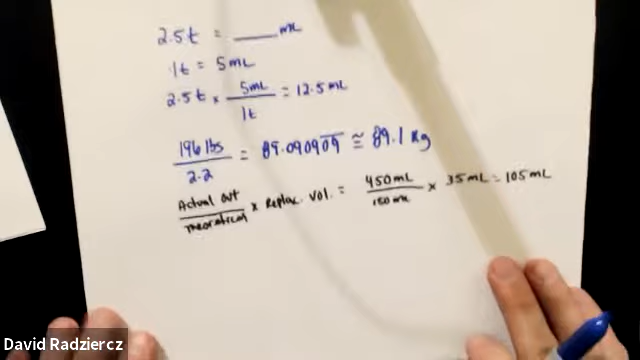 2.5t = ____ mL
1t = 5mL
2.5t × 5mL / 1t = 12.5mL
196 lbs / 2.2 = 89.090909 ≅ 89.1 kg
Actual out / Theoretical × Replac. Vol. = 450mL / 150mL × 35mL = 105mL
David Radziercz